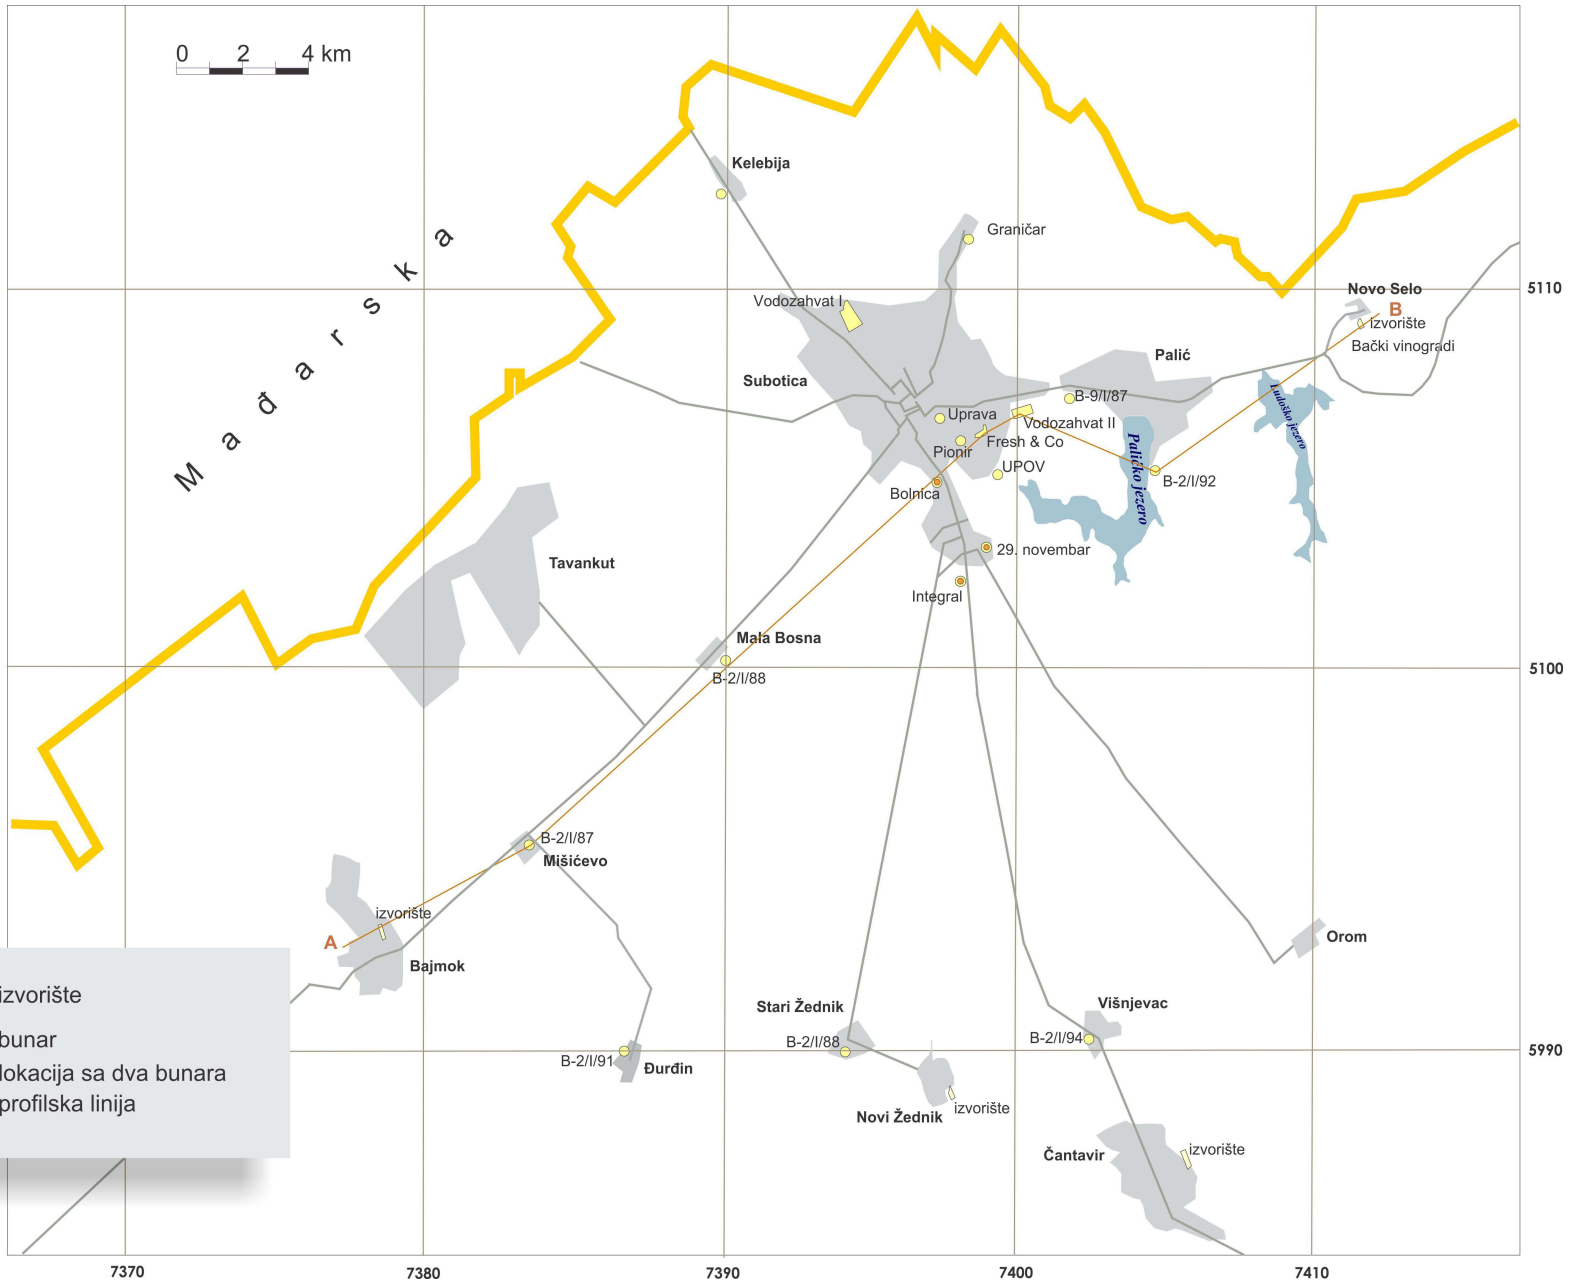 0 2 4 km
Mađarska
Kelebija
Graničar
Vodozahvat I
5110
Novo Selo
B
izvorište
Bački vinogradi
Palić
Subotica
B-9/I/87
Ludoško jezero
Uprava
Vodozahvat II
Fresh & Co
Pionir
Paličko jezero
UPOV
B-2/I/92
Bolnica
29. novembar
Tavankut
Integral
Mala Bosna
B-2/I/88
5100
B-2/I/87
Mišićevo
izvorište
A
Bajmok
Orom
izvorište
bunar
lokacija sa dva bunara
profilska linija
Stari Žednik
Višnjevac
B-2/I/88
B-2/I/94
5990
B-2/I/91
Đurđin
Novi Žednik
izvorište
Čantavir
izvorište
7370
7380
7390
7400
7410